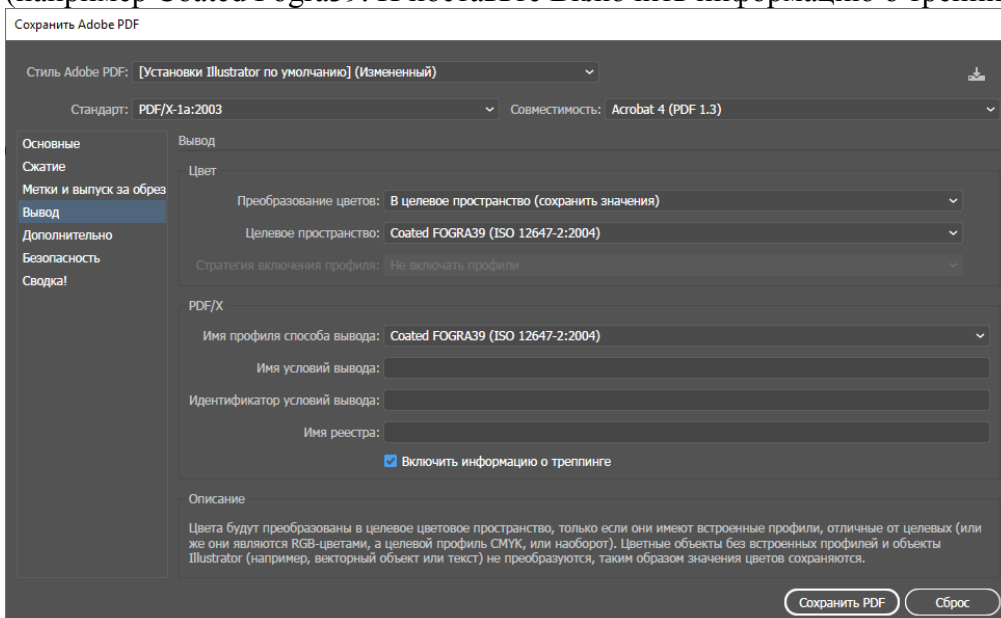 (например Coated Fogra39. И поставьте Включить информацию о треппин
Сохранить Adobe PDF
Стиль Adobe PDF: [Установки Illustrator по умолчанию] (Измененный)
Стандарт: PDF/X-1a:2003 Совместимость: Acrobat 4 (PDF 1.3)
Основные
Сжатие
Метки и выпуск за обрез
Вывод
Дополнительно
Безопасность
Сводка!
Вывод
Цвет
Преобразование цветов: В целевое пространство (сохранить значения)
Целевое пространство: Coated FOGRA39 (ISO 12647-2:2004)
Стратегия включения профиля: Не включать профили
PDF/X
Имя профиля способа вывода: Coated FOGRA39 (ISO 12647-2:2004)
Имя условий вывода:
Идентификатор условий вывода:
Имя реестра:
Включить информацию о треппинге
Описание
Цвета будут преобразованы в целевое цветовое пространство, только если они имеют встроенные профили, отличные от целевых (или
же они являются RGB-цветами, а целевой профиль CMYK, или наоборот). Цветные объекты без встроенных профилей и объекты
Illustrator (например, векторный объект или текст) не преобразуются, таким образом значения цветов сохраняются.
Сохранить PDF Сброс